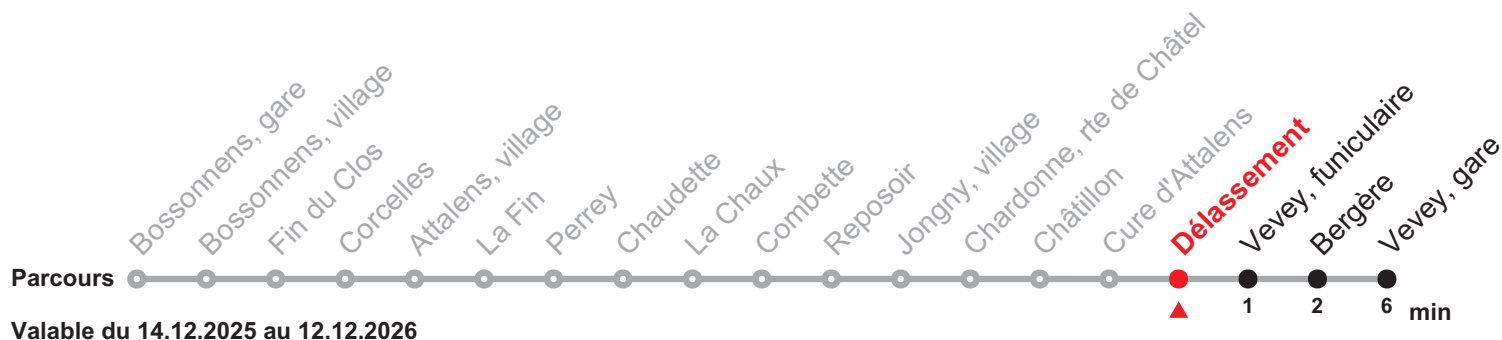 Bossonnens, gare
Bossonnens, village
Fin du Clos
Corcelles
Attalens, village
La Fin
Perrey
Chaudette
La Chaux
Combette
Reposoir
Jongny, village
Chardonne, rte de Châtel
Châtillon
Cure d'Attalens
Délassement
Vevey, funiculaire
Bergère
Vevey, gare
Parcours
1 2 6 min
Valable du 14.12.2025 au 12.12.2026